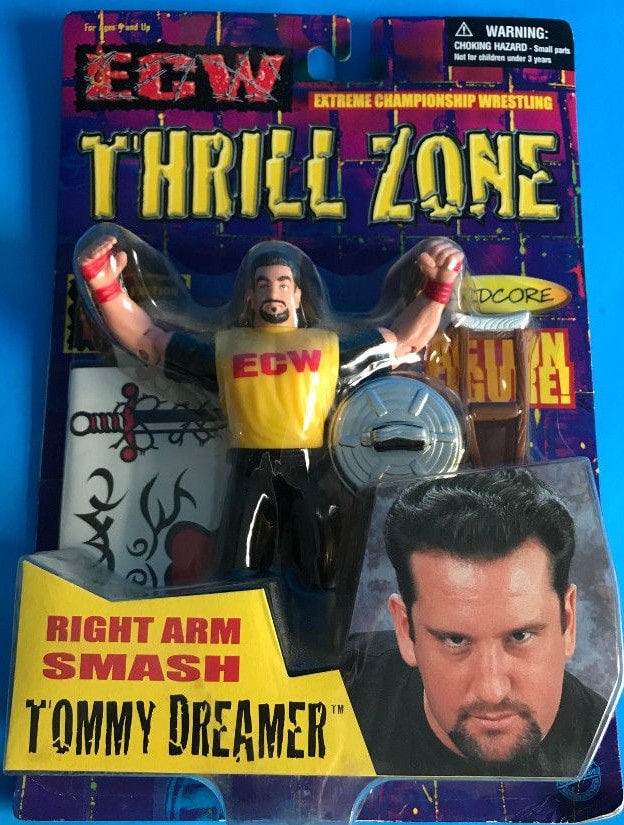 For Ages 4 and Up
ECW
WARNING:
CHOKING HAZARD - Small parts
Not for children under 3 years
EXTREME CHAMPIONSHIP WRESTLING
THRILL ZONE
DCORE
ECW
RIGHT ARM
SMASH
TOMMY DREAMER™